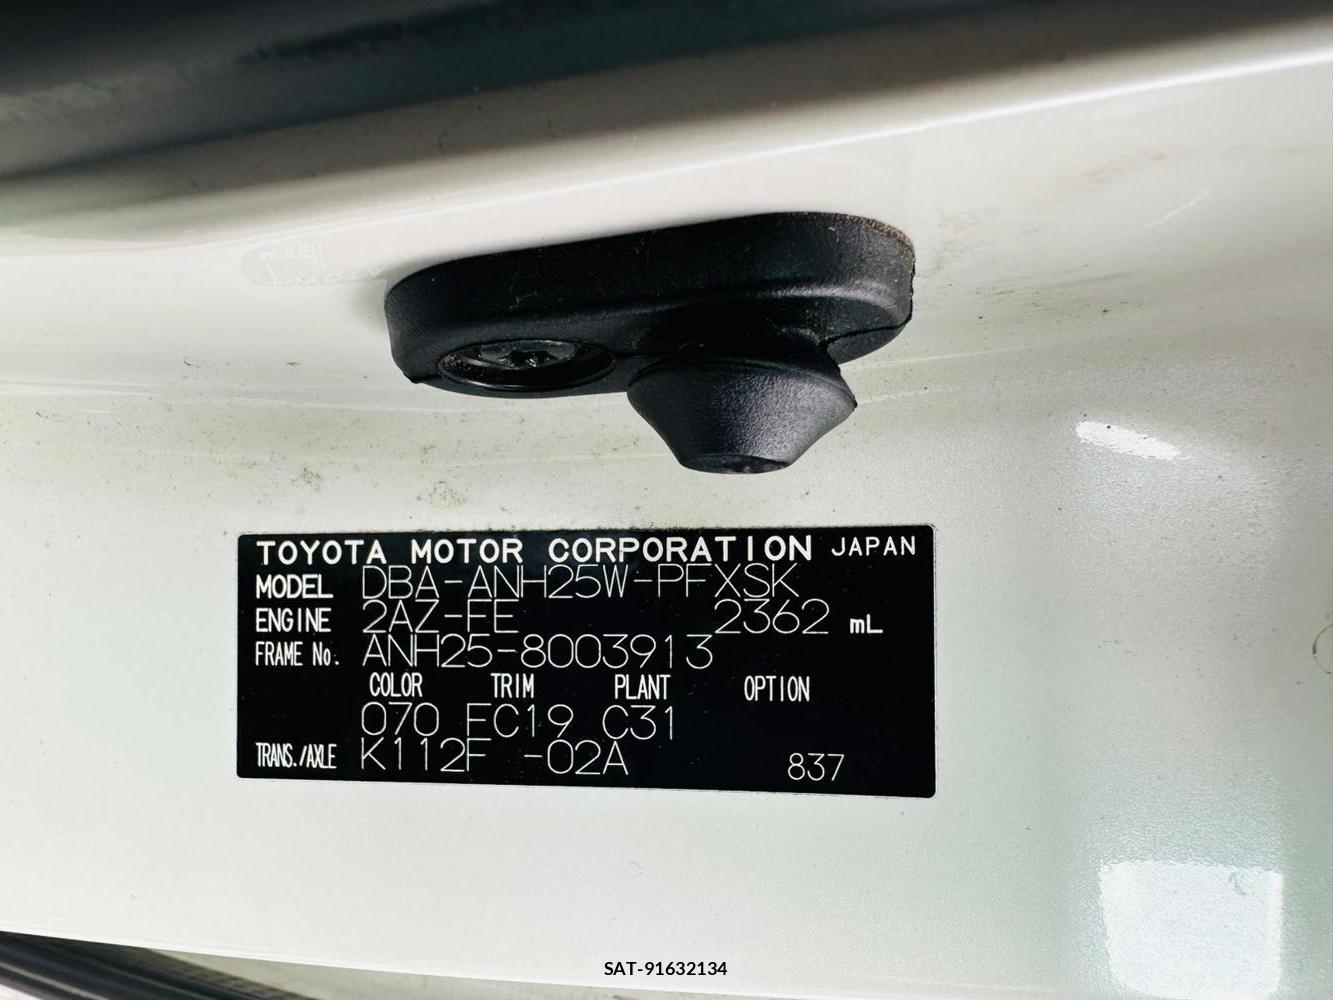 TOYOTA MOTOR CORPORATION JAPAN
MODEL DBA-ANH25W-PFXSK
ENGINE 2AZ-FE 2362 mL
FRAME No. ANH25-8003913
COLOR TRIM PLANT OPTION
070 FC19 C31
TRANS./AXLE K112F -02A 837
SAT-91632134